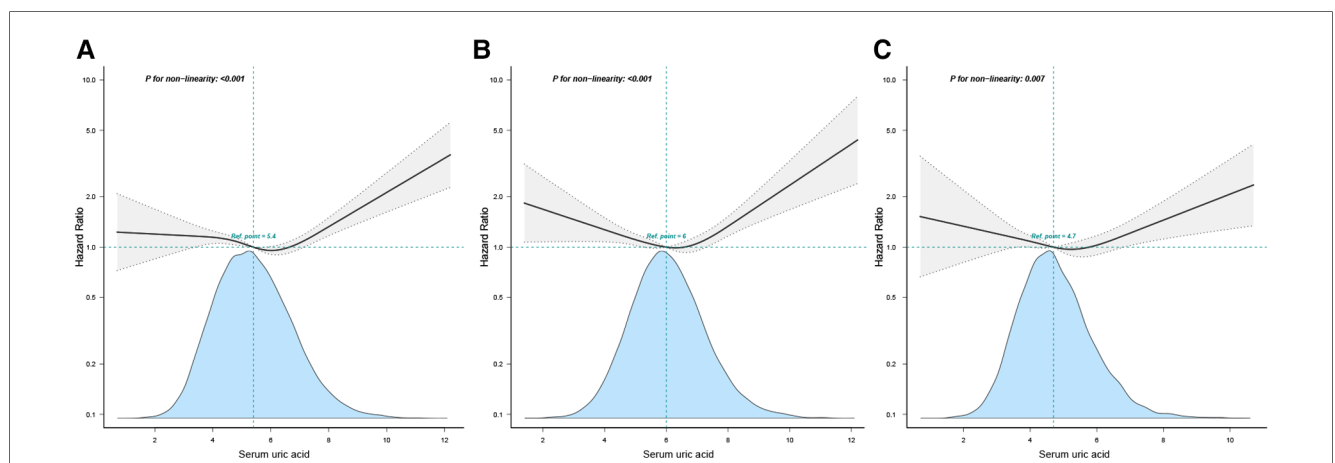 A
P for non-linearity: <0.001
10.0
5.0
2.0
1.0
0.5
0.2
0.1
Hazard Ratio
Ref. point = 5.4
2 4 6 8 10 12
Serum uric acid
B
P for non-linearity: <0.001
10.0
5.0
2.0
1.0
0.5
0.2
0.1
Hazard Ratio
Ref. point = 6
2 4 6 8 10 12
Serum uric acid
C
P for non-linearity: 0.007
10.0
5.0
2.0
1.0
0.5
0.2
0.1
Hazard Ratio
Ref. point = 4.7
2 4 6 8 10
Serum uric acid